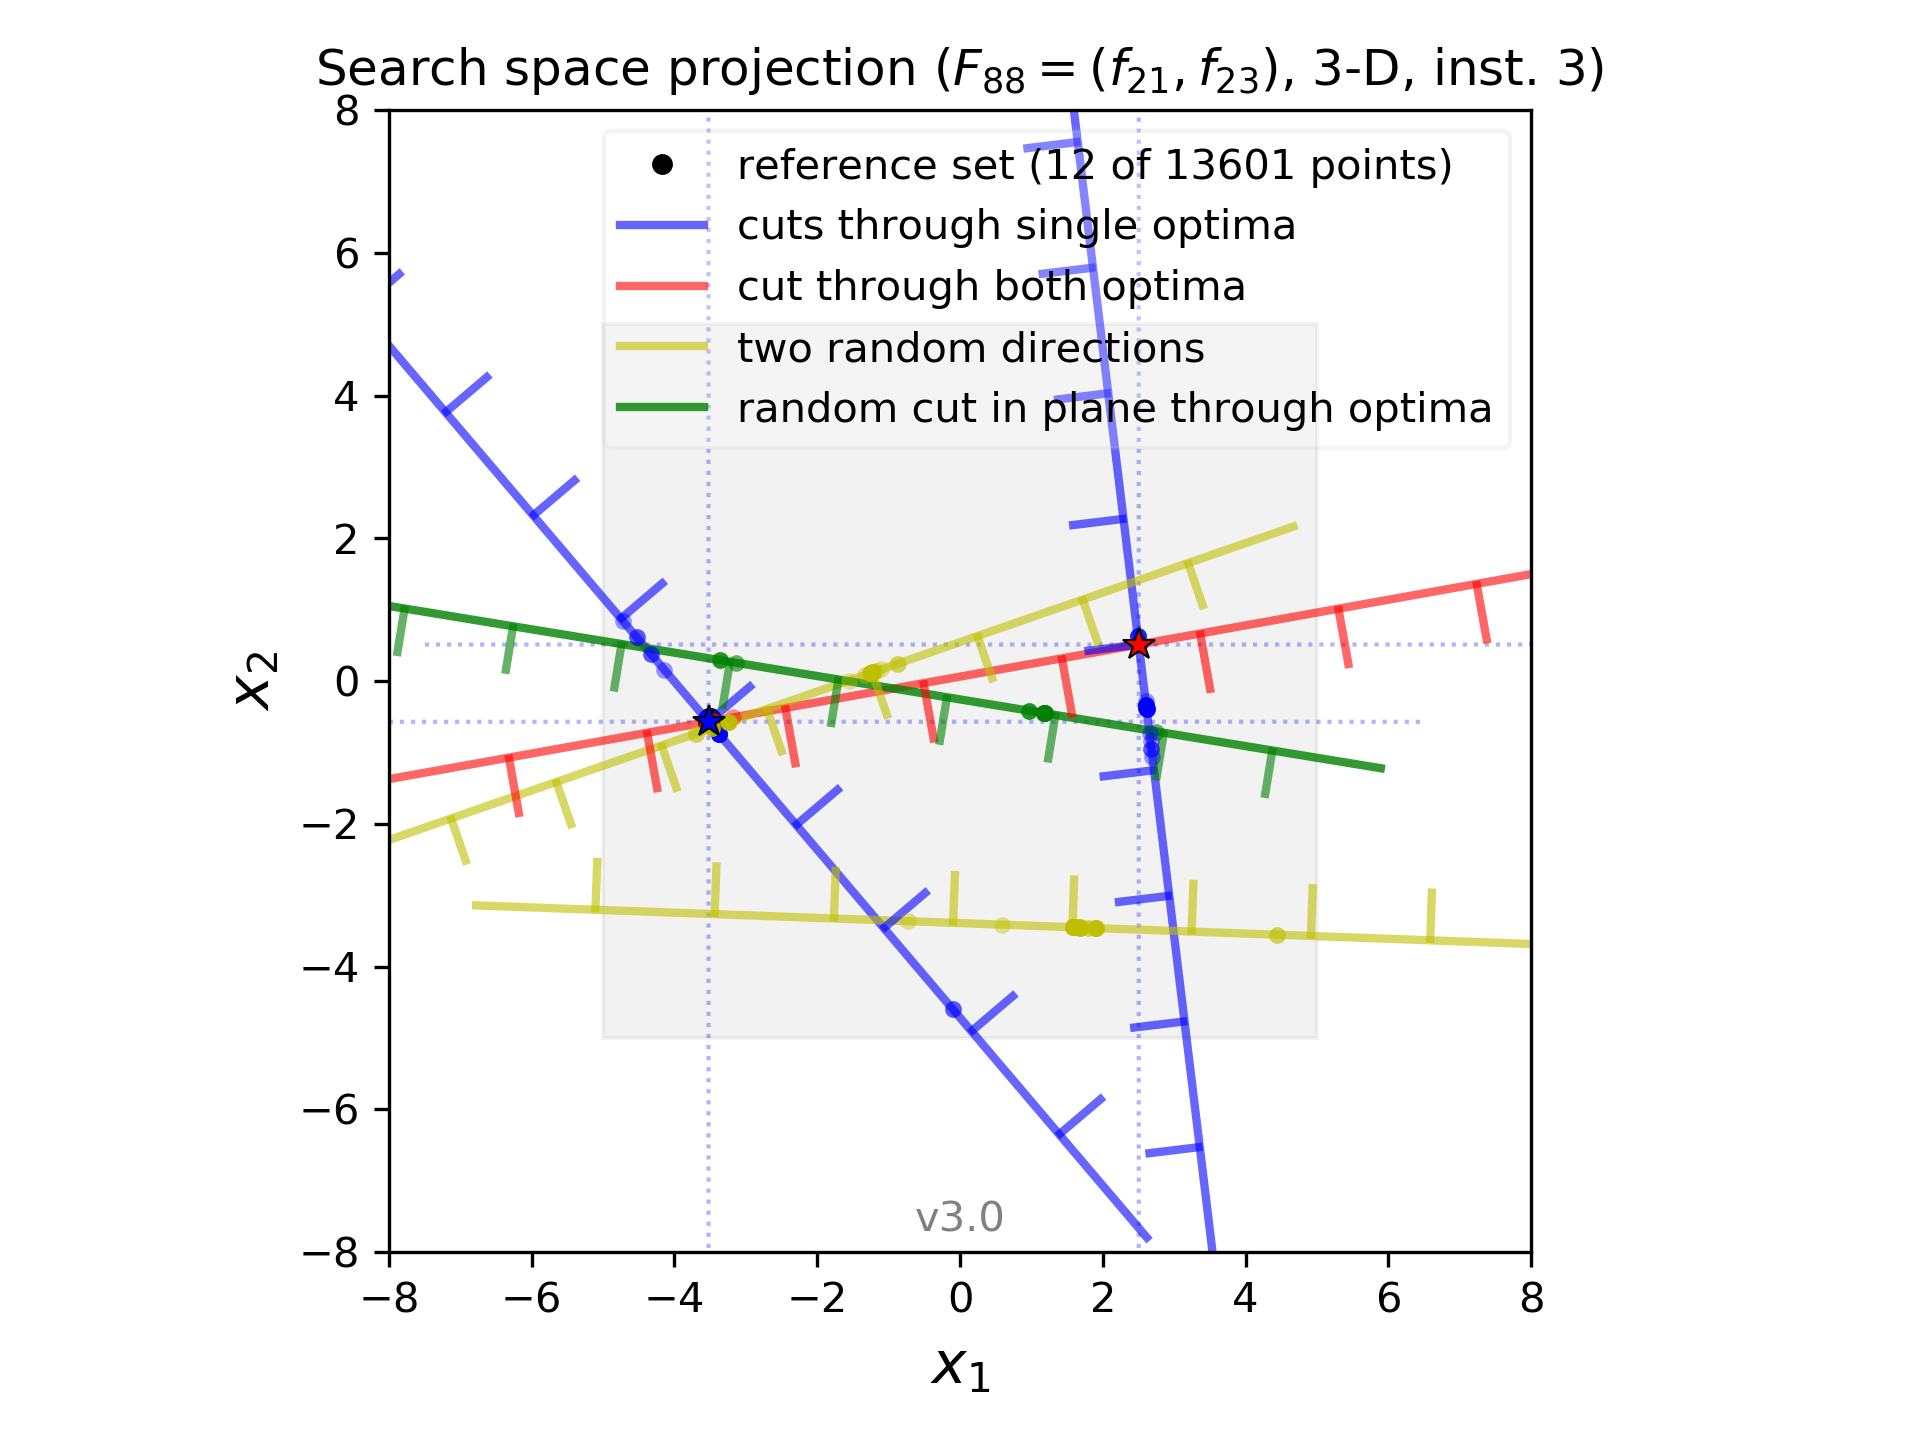 Search space projection (F88 = (f21, f23), 3-D, inst. 3)
reference set (12 of 13601 points)
cuts through single optima
cut through both optima
two random directions
random cut in plane through optima
8
6
4
2
0
−2
−4
−6
−8
x2
v3.0
−8 −6 −4 −2 0 2 4 6 8
x1